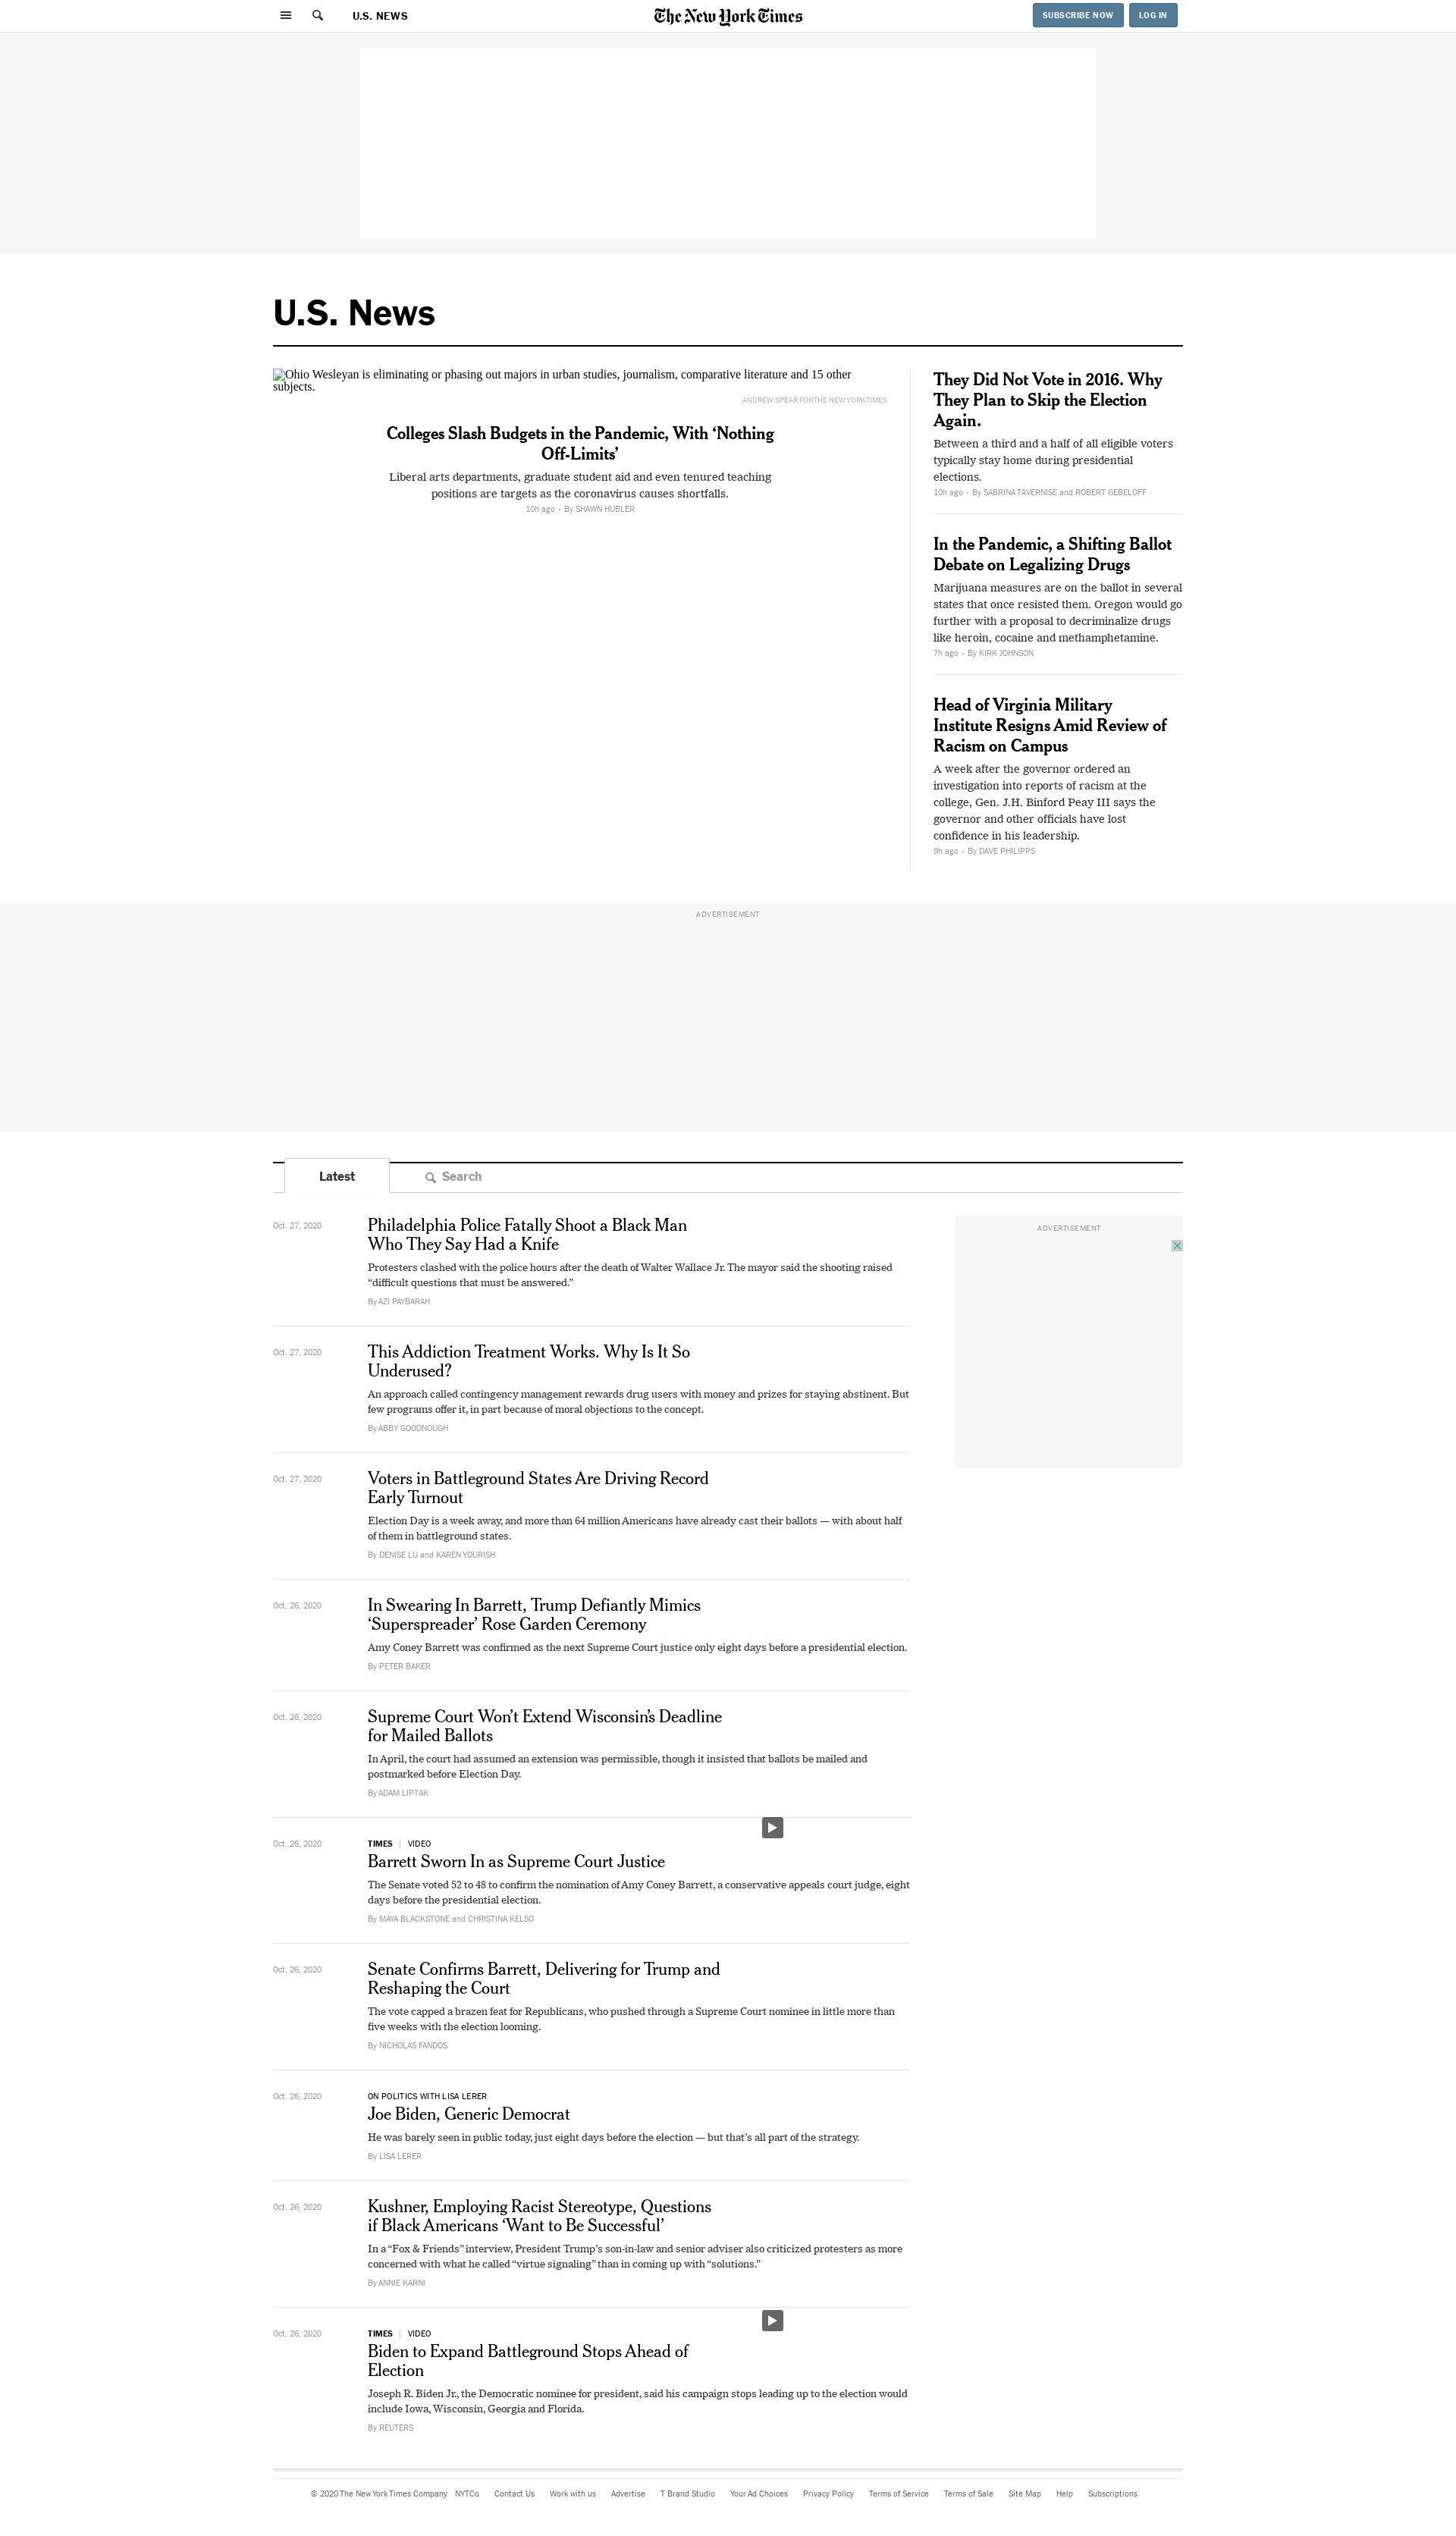 U.S. NEWS
The New York Times
SUBSCRIBE NOW
LOG IN
U.S. News
Ohio Wesleyan is eliminating or phasing out majors in urban studies, journalism, comparative literature and 15 other
subjects.
ANDREW SPEAR FOR THE NEW YORK TIMES
Colleges Slash Budgets in the Pandemic, With ‘Nothing
Off-Limits’
Liberal arts departments, graduate student aid and even tenured teaching
positions are targets as the coronavirus causes shortfalls.
10h ago • By SHAWN HUBLER
They Did Not Vote in 2016. Why
They Plan to Skip the Election
Again.
Between a third and a half of all eligible voters
typically stay home during presidential
elections.
10h ago • By SABRINA TAVERNISE and ROBERT GEBELOFF
In the Pandemic, a Shifting Ballot
Debate on Legalizing Drugs
Marijuana measures are on the ballot in several
states that once resisted them. Oregon would go
further with a proposal to decriminalize drugs
like heroin, cocaine and methamphetamine.
7h ago • By KIRK JOHNSON
Head of Virginia Military
Institute Resigns Amid Review of
Racism on Campus
A week after the governor ordered an
investigation into reports of racism at the
college, Gen. J.H. Binford Peay III says the
governor and other officials have lost
confidence in his leadership.
9h ago • By DAVE PHILIPPS
ADVERTISEMENT
Latest
Search
Oct. 27, 2020
Philadelphia Police Fatally Shoot a Black Man
Who They Say Had a Knife
Protesters clashed with the police hours after the death of Walter Wallace Jr. The mayor said the shooting raised
“difficult questions that must be answered.”
By AZI PAYBARAH
ADVERTISEMENT
Oct. 27, 2020
This Addiction Treatment Works. Why Is It So
Underused?
An approach called contingency management rewards drug users with money and prizes for staying abstinent. But
few programs offer it, in part because of moral objections to the concept.
By ABBY GOODNOUGH
Oct. 27, 2020
Voters in Battleground States Are Driving Record
Early Turnout
Election Day is a week away, and more than 64 million Americans have already cast their ballots — with about half
of them in battleground states.
By DENISE LU and KAREN YOURISH
Oct. 26, 2020
In Swearing In Barrett, Trump Defiantly Mimics
‘Superspreader’ Rose Garden Ceremony
Amy Coney Barrett was confirmed as the next Supreme Court justice only eight days before a presidential election.
By PETER BAKER
Oct. 26, 2020
Supreme Court Won’t Extend Wisconsin’s Deadline
for Mailed Ballots
In April, the court had assumed an extension was permissible, though it insisted that ballots be mailed and
postmarked before Election Day.
By ADAM LIPTAK
Oct. 26, 2020
TIMES | VIDEO
Barrett Sworn In as Supreme Court Justice
The Senate voted 52 to 48 to confirm the nomination of Amy Coney Barrett, a conservative appeals court judge, eight
days before the presidential election.
By MAYA BLACKSTONE and CHRISTINA KELSO
Oct. 26, 2020
Senate Confirms Barrett, Delivering for Trump and
Reshaping the Court
The vote capped a brazen feat for Republicans, who pushed through a Supreme Court nominee in little more than
five weeks with the election looming.
By NICHOLAS FANDOS
Oct. 26, 2020
ON POLITICS WITH LISA LERER
Joe Biden, Generic Democrat
He was barely seen in public today, just eight days before the election — but that’s all part of the strategy.
By LISA LERER
Oct. 26, 2020
Kushner, Employing Racist Stereotype, Questions
if Black Americans ‘Want to Be Successful’
In a “Fox & Friends” interview, President Trump’s son-in-law and senior adviser also criticized protesters as more
concerned with what he called “virtue signaling” than in coming up with “solutions.”
By ANNIE KARNI
Oct. 26, 2020
TIMES | VIDEO
Biden to Expand Battleground Stops Ahead of
Election
Joseph R. Biden Jr., the Democratic nominee for president, said his campaign stops leading up to the election would
include Iowa, Wisconsin, Georgia and Florida.
By REUTERS
© 2020 The New York Times Company NYTCo Contact Us Work with us Advertise T Brand Studio Your Ad Choices Privacy Policy Terms of Service Terms of Sale Site Map Help Subscriptions